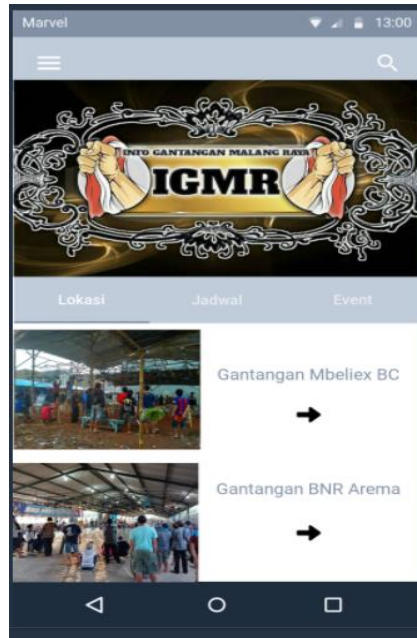 Marvel
13:00
INFO GANTANGAN MALANG RAYA
IGMR
Lokasi
Jadwal
Event
Gantangan Mbeliex BC
Gantangan BNR Arema